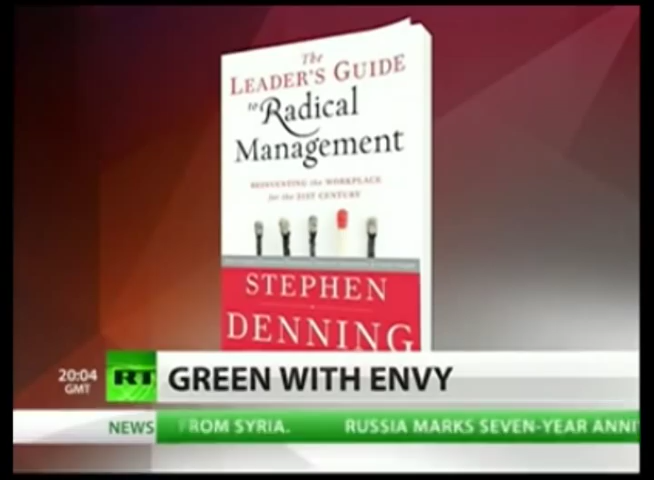 The
LEADER'S GUIDE
to Radical
Management
REINVENTING the WORKPLACE
for the 21ST CENTURY
STEPHEN
DENNING
20:04
GMT
RT
GREEN WITH ENVY
NEWS
FROM SYRIA. RUSSIA MARKS SEVEN-YEAR ANNI